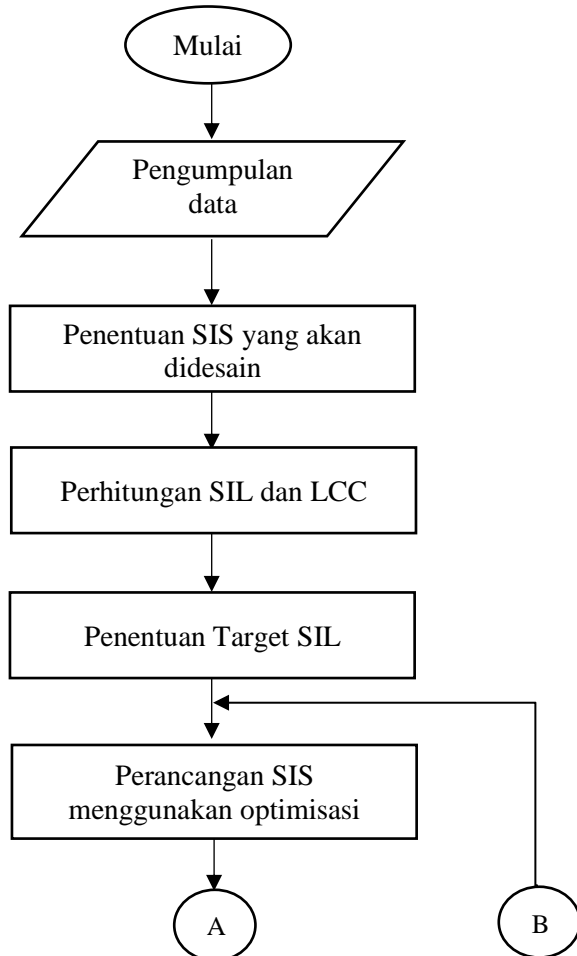 Mulai
Pengumpulan
data
Penentuan SIS yang akan
didesain
Perhitungan SIL dan LCC
Penentuan Target SIL
Perancangan SIS
menggunakan optimisasi
A
B